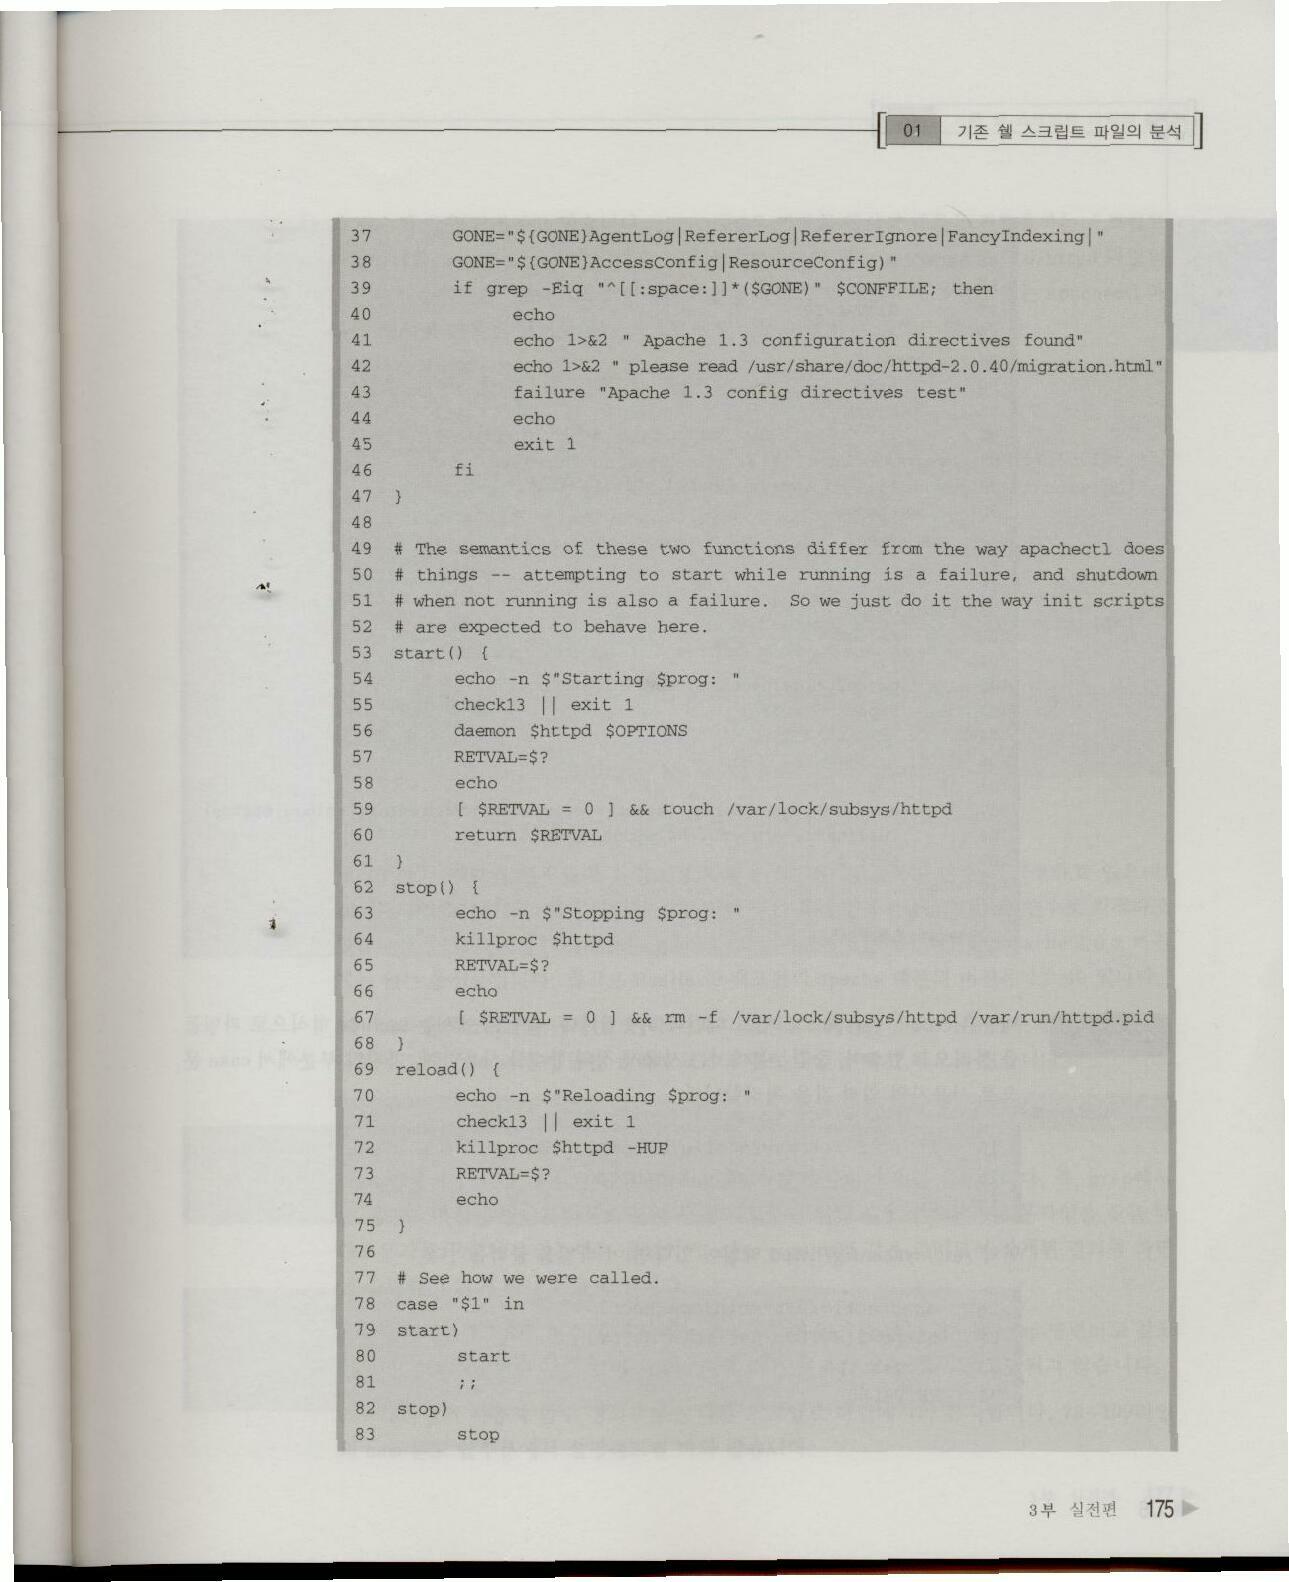 01 기존 쉘 스크립트 파일의 분석
37 GONE="${GONE}AgentLog|RefererLog|RefererIgnore|FancyIndexing|"
38 GONE="${GONE}AccessConfig|ResourceConfig)"
39 if grep -Eiq "^[[:space:]]*($GONE)" $CONFFILE; then
40 echo
41 echo 1>&2 " Apache 1.3 configuration directives found"
42 echo 1>&2 " please read /usr/share/doc/httpd-2.0.40/migration.html"
43 failure "Apache 1.3 config directives test"
44 echo
45 exit 1
46 fi
47 }
48
49 # The semantics of these two functions differ from the way apachectl does
50 # things -- attempting to start while running is a failure, and shutdown
51 # when not running is also a failure. So we just do it the way init scripts
52 # are expected to behave here.
53 start() {
54 echo -n $"Starting $prog: "
55 check13 || exit 1
56 daemon $httpd $OPTIONS
57 RETVAL=$?
58 echo
59 [ $RETVAL = 0 ] && touch /var/lock/subsys/httpd
60 return $RETVAL
61 }
62 stop() {
63 echo -n $"Stopping $prog: "
64 killproc $httpd
65 RETVAL=$?
66 echo
67 [ $RETVAL = 0 ] && rm -f /var/lock/subsys/httpd /var/run/httpd.pid
68 }
69 reload() {
70 echo -n $"Reloading $prog: "
71 check13 || exit 1
72 killproc $httpd -HUP
73 RETVAL=$?
74 echo
75 }
76
77 # See how we were called.
78 case "$1" in
79 start)
80 start
81 ;;
82 stop)
83 stop
3부 실전편 175